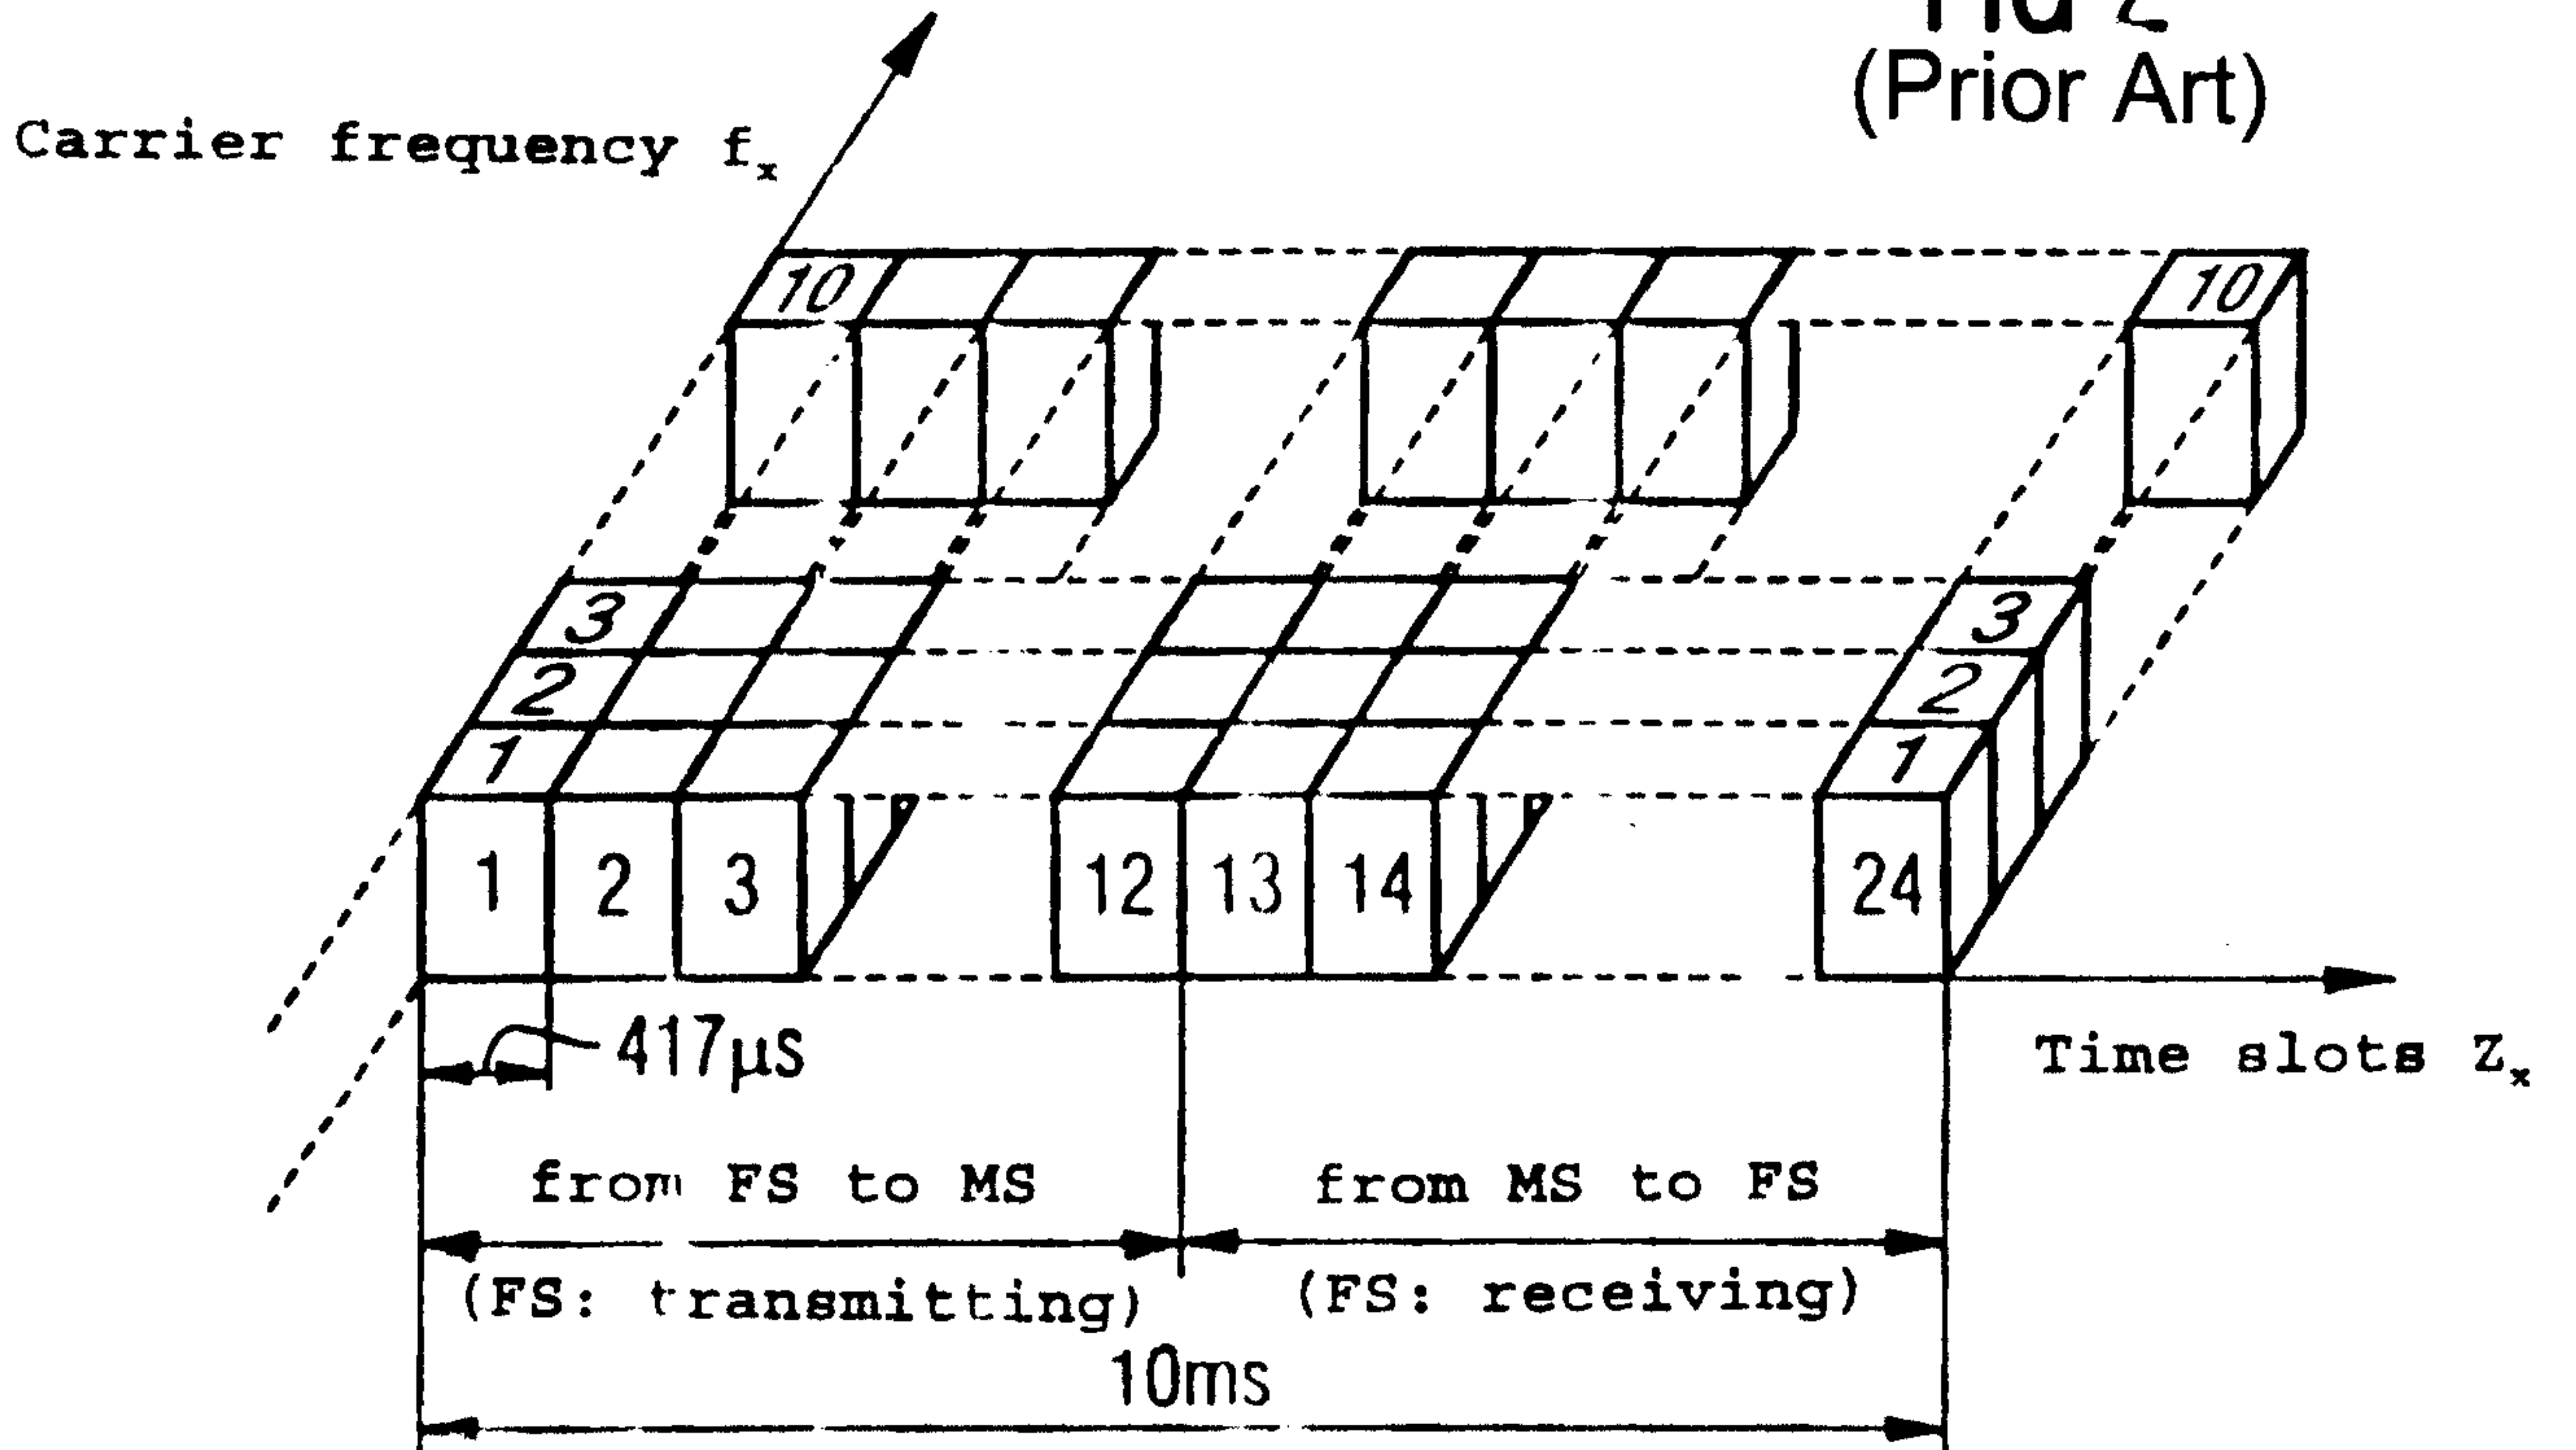 (Prior Art)
Carrier frequency fₓ
10
10
3
3
2
2
1
1
1 2 3 12 13 14 24
417µs
Time slots Zₓ
from FS to MS
from MS to FS
(FS: transmitting)
(FS: receiving)
10ms